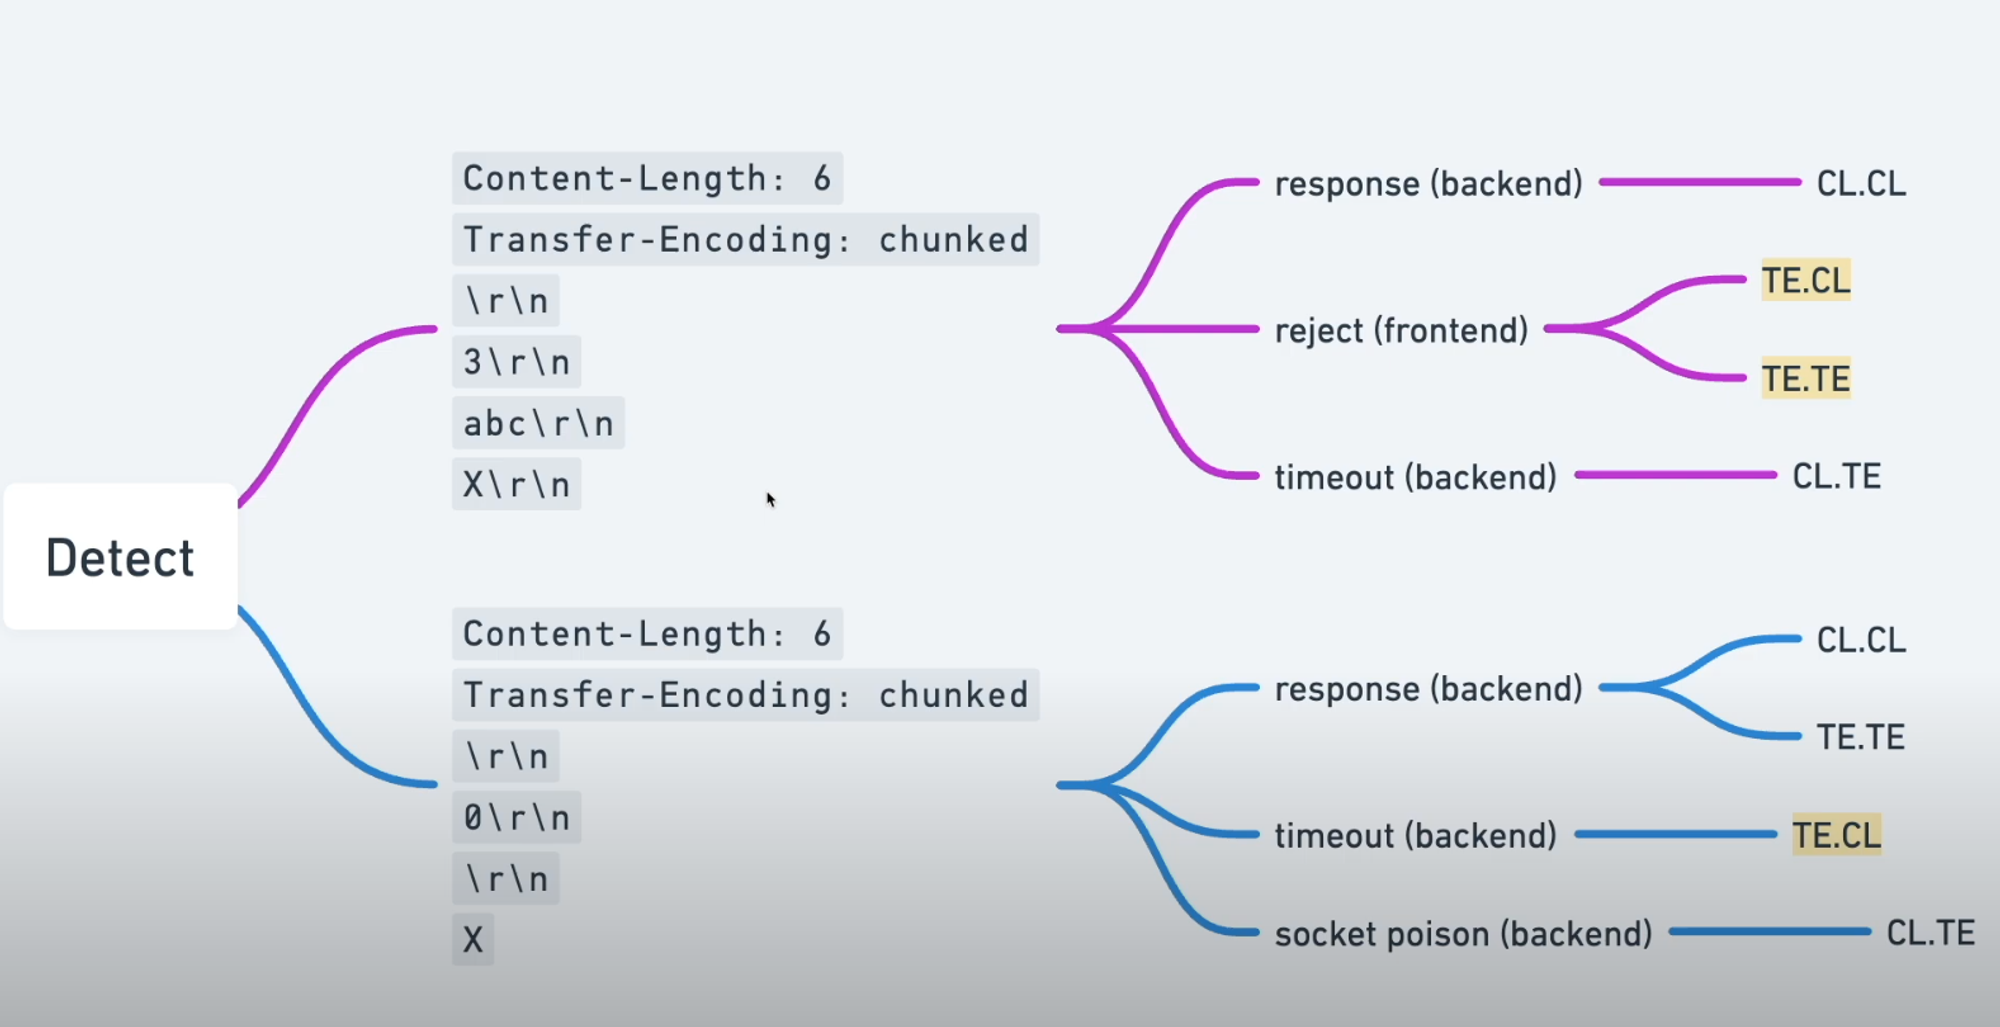 Detect
Content-Length: 6
Transfer-Encoding: chunked
\r\n
3\r\n
abc\r\n
X\r\n
response (backend)
CL.CL
reject (frontend)
TE.CL
TE.TE
timeout (backend)
CL.TE
Content-Length: 6
Transfer-Encoding: chunked
\r\n
0\r\n
\r\n
X
response (backend)
CL.CL
TE.TE
timeout (backend)
TE.CL
socket poison (backend)
CL.TE